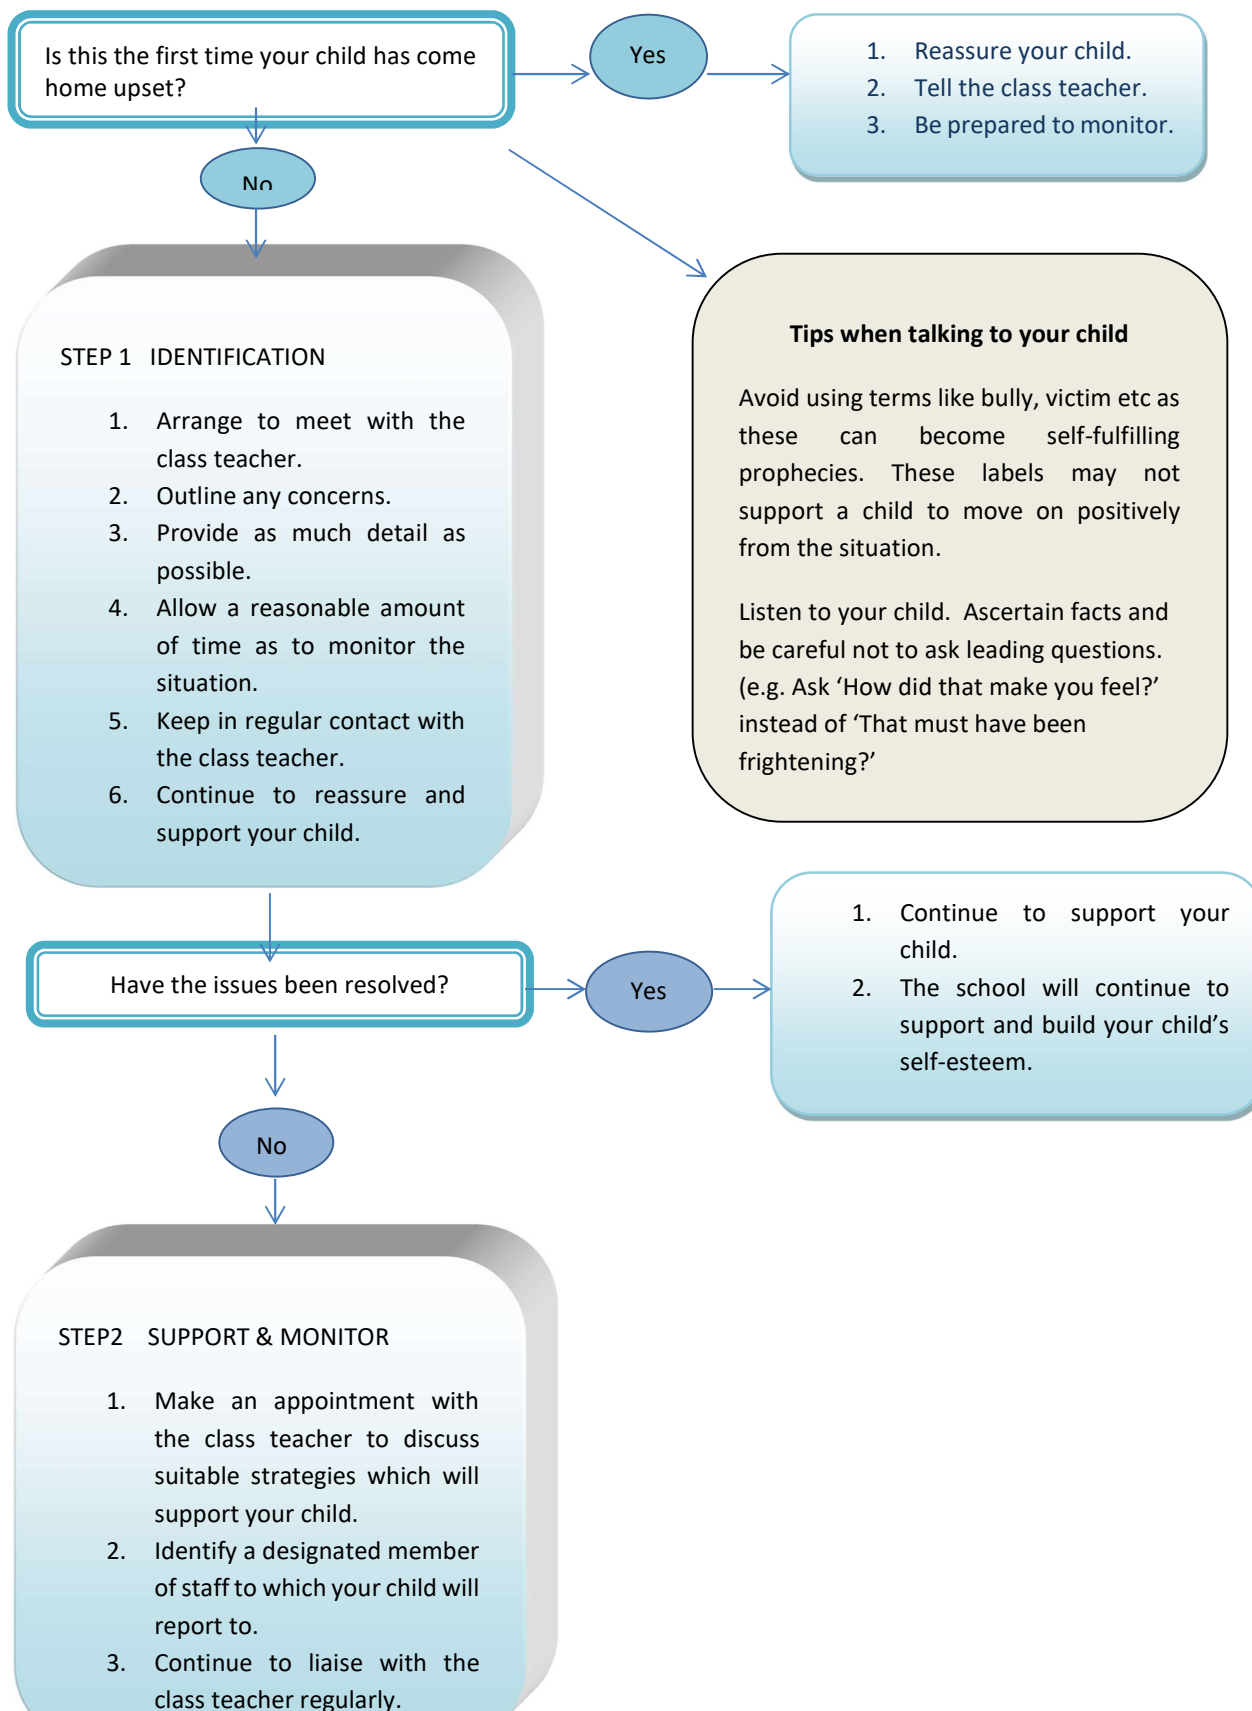 Is this the first time your child has come
home upset?
Yes
1. Reassure your child.
2. Tell the class teacher.
3. Be prepared to monitor.
No
STEP 1 IDENTIFICATION
1. Arrange to meet with the
class teacher.
2. Outline any concerns.
3. Provide as much detail as
possible.
4. Allow a reasonable amount
of time as to monitor the
situation.
5. Keep in regular contact with
the class teacher.
6. Continue to reassure and
support your child.
Tips when talking to your child
Avoid using terms like bully, victim etc as
these can become self-fulfilling
prophecies. These labels may not
support a child to move on positively
from the situation.
Listen to your child. Ascertain facts and
be careful not to ask leading questions.
(e.g. Ask ‘How did that make you feel?’
instead of ‘That must have been
frightening?’
Have the issues been resolved?
Yes
1. Continue to support your
child.
2. The school will continue to
support and build your child’s
self-esteem.
No
STEP2 SUPPORT & MONITOR
1. Make an appointment with
the class teacher to discuss
suitable strategies which will
support your child.
2. Identify a designated member
of staff to which your child will
report to.
3. Continue to liaise with the
class teacher regularly.